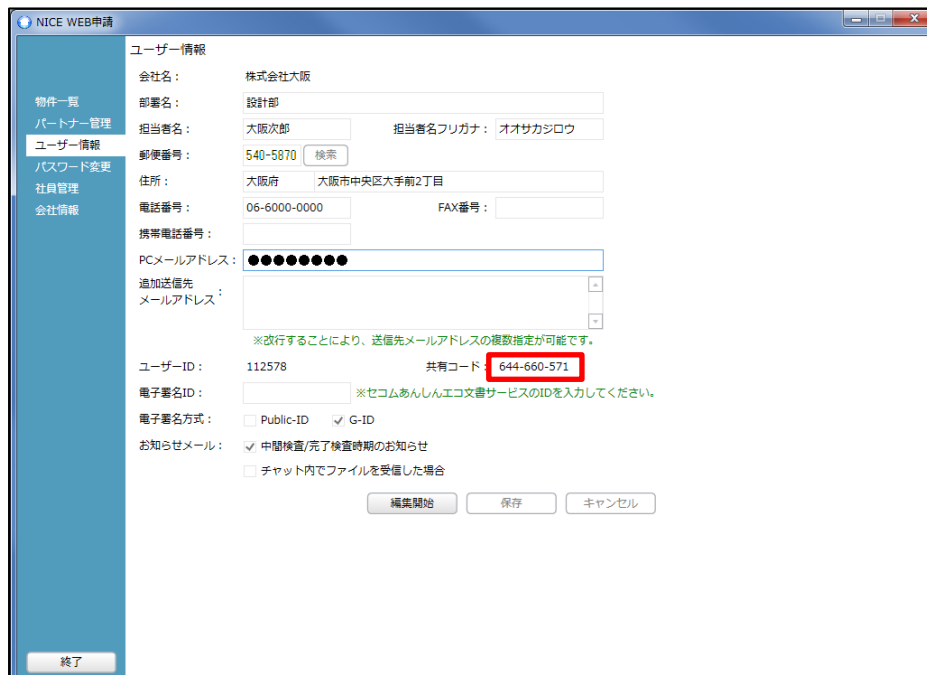 NICE WEB申請
ユーザー情報
物件一覧
パートナー管理
ユーザー情報
パスワード変更
社員管理
会社情報
終了
会社名： 株式会社大阪
部署名： 設計部
担当者名： 大阪次郎 担当者名フリガナ： オオサカジロウ
郵便番号： 540-5870 検索
住所： 大阪府 大阪市中央区大手前2丁目
電話番号： 06-6000-0000 FAX番号：
携帯電話番号：
PCメールアドレス： ●●●●●●●●
追加送信先
メールアドレス：
※改行することにより、送信先メールアドレスの複数指定が可能です。
ユーザーID： 112578 共有コード： 644-660-571
電子署名ID： ※セコムあんしんエコ文書サービスのIDを入力してください。
電子署名方式： Public-ID G-ID
お知らせメール： 中間検査/完了検査時期のお知らせ
チャット内でファイルを受信した場合
編集開始 保存 キャンセル